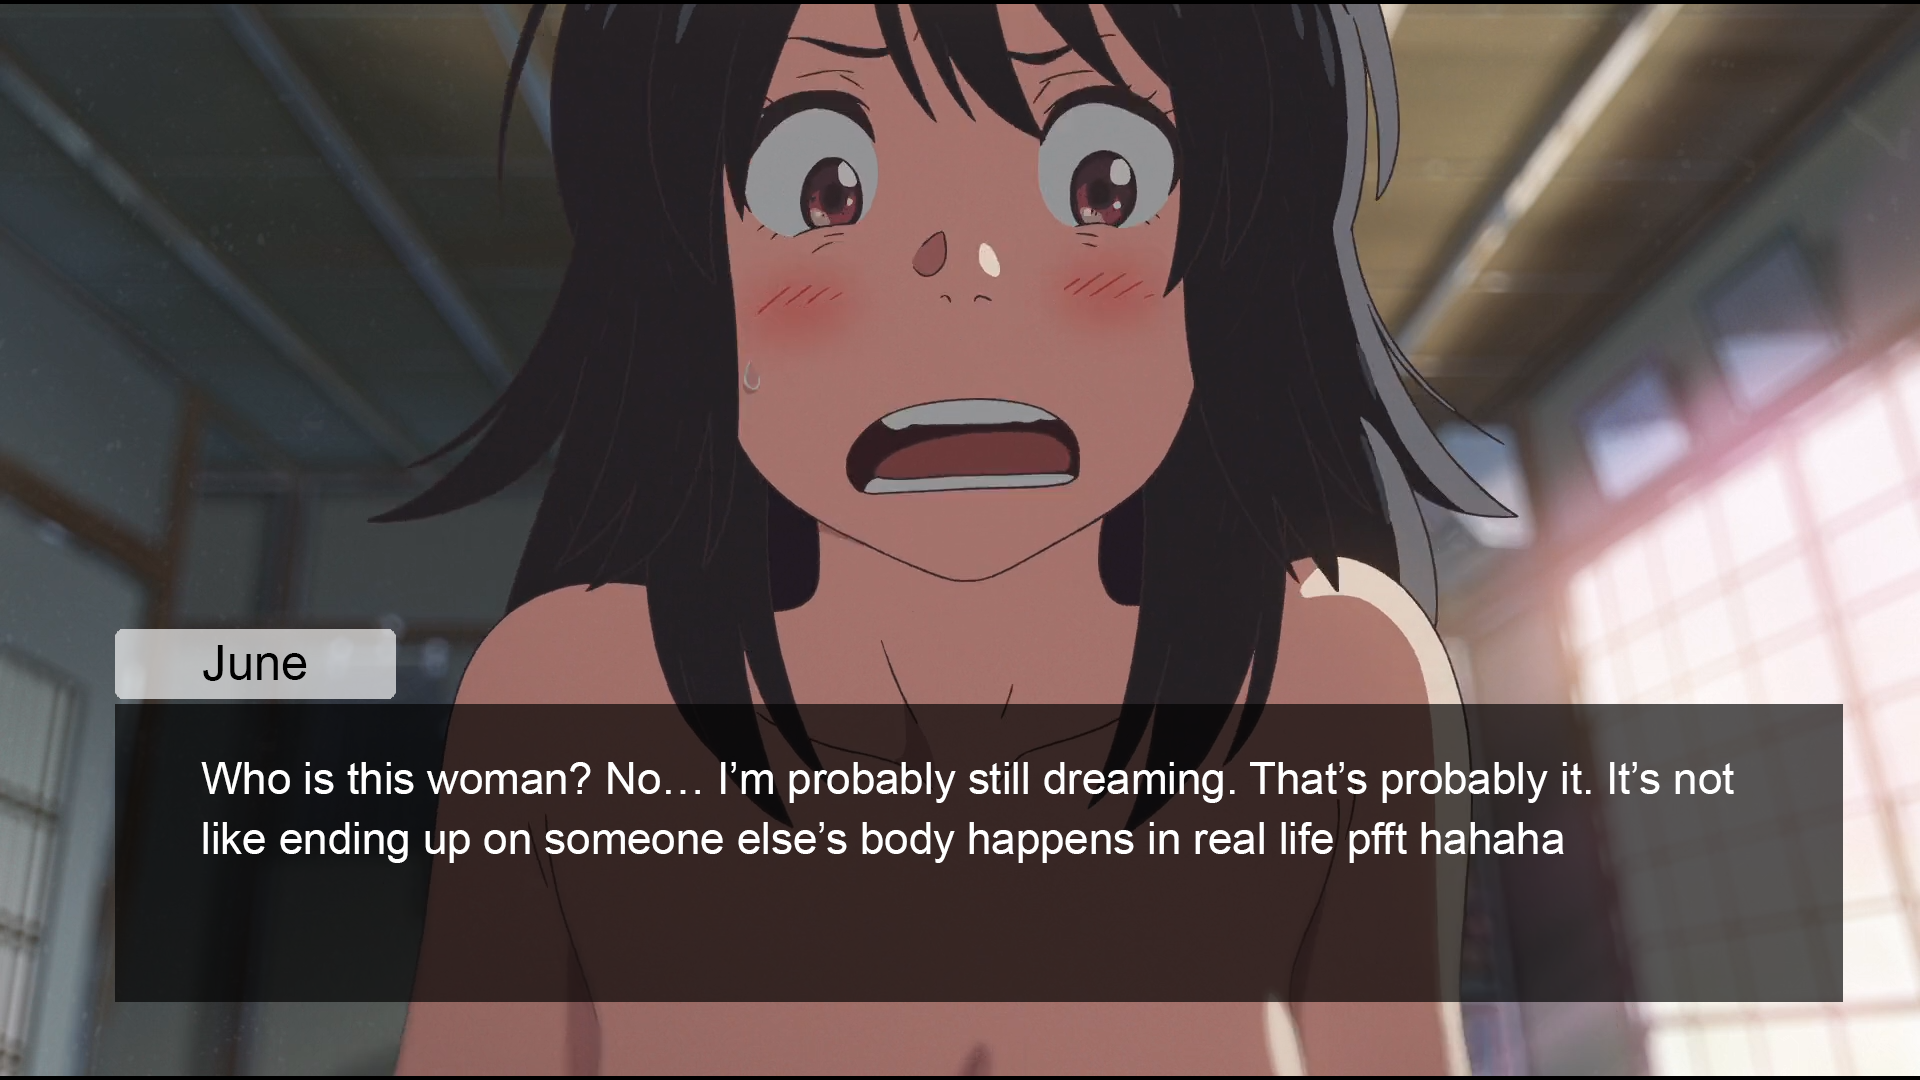 June
Who is this woman? No… I’m probably still dreaming. That’s probably it. It’s not
like ending up on someone else’s body happens in real life pfft hahaha